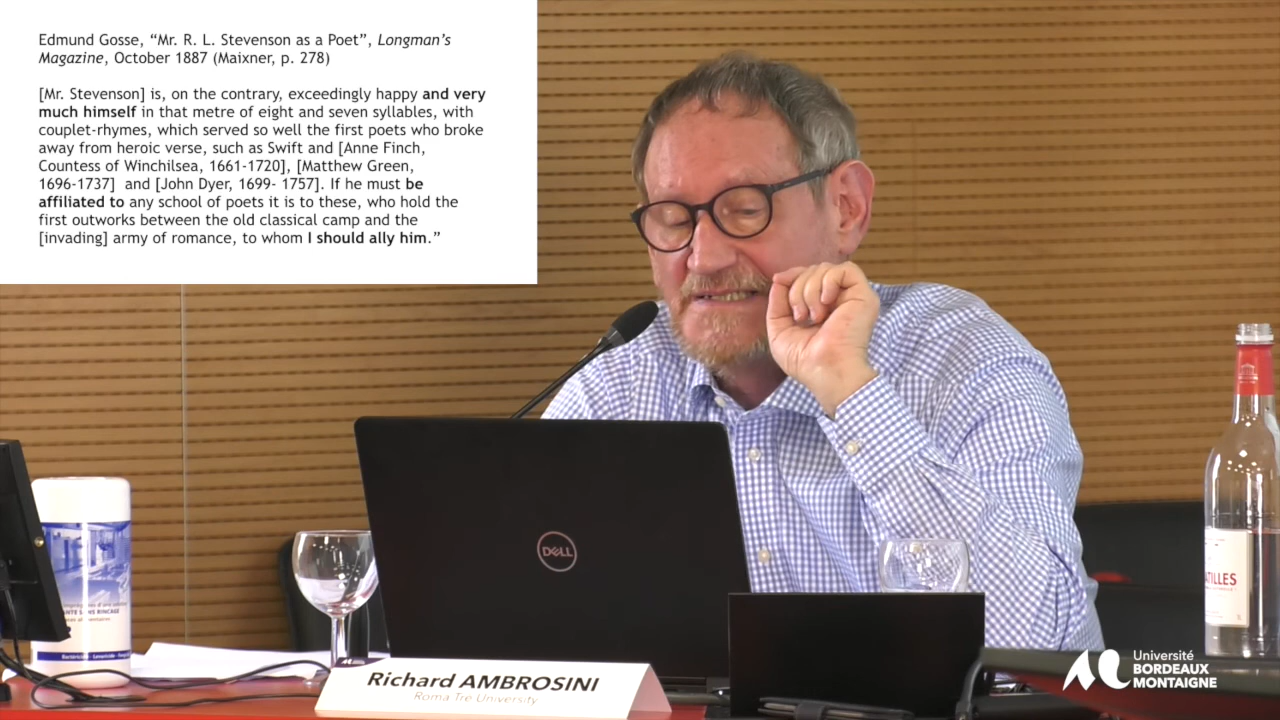 Edmund Gosse, “Mr. R. L. Stevenson as a Poet”, Longman’s
Magazine, October 1887 (Maixner, p. 278)
[Mr. Stevenson] is, on the contrary, exceedingly happy and very
much himself in that metre of eight and seven syllables, with
couplet-rhymes, which served so well the first poets who broke
away from heroic verse, such as Swift and [Anne Finch,
Countess of Winchilsea, 1661-1720], [Matthew Green,
1696-1737] and [John Dyer, 1699- 1757]. If he must be
affiliated to any school of poets it is to these, who hold the
first outworks between the old classical camp and the
[invading] army of romance, to whom I should ally him.”
DELL
Richard AMBROSINI
Roma Tre University
ATILLES
Université
BORDEAUX
MONTAIGNE